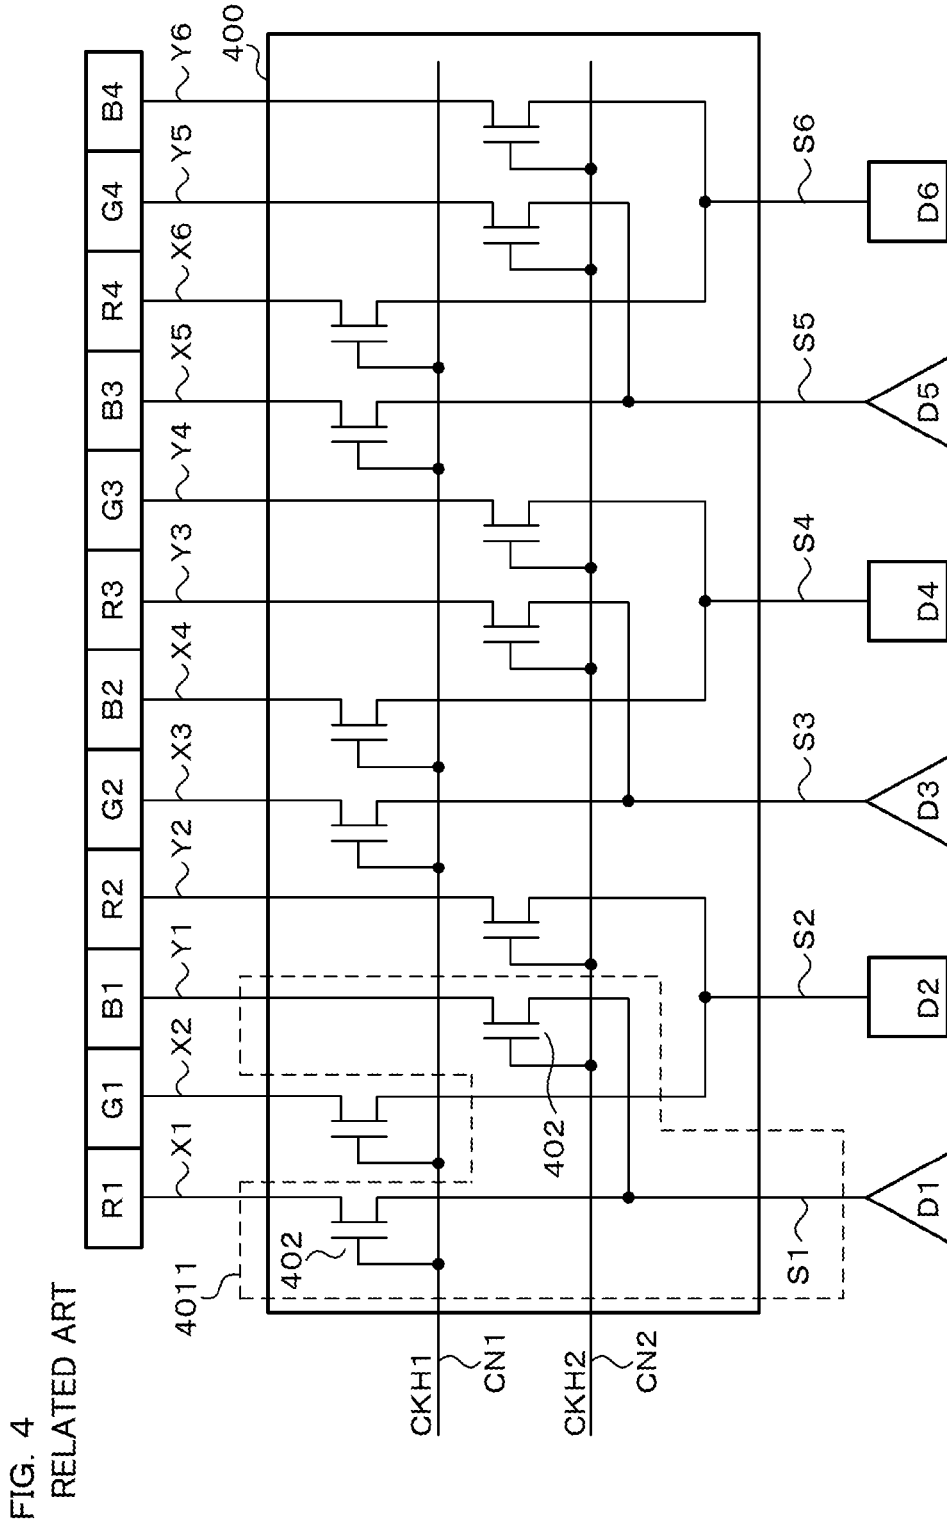 FIG. 4
RELATED ART
R1 G1 B1 R2 G2 B2 R3 G3 B3 R4 G4 B4
X1 X2 Y1 Y2 X3 X4 Y3 Y4 X5 X6 Y5 Y6
4011
400
402
CKH1
CN1
402
CKH2
CN2
S1 S2 S3 S4 S5 S6
D1 D2 D3 D4 D5 D6